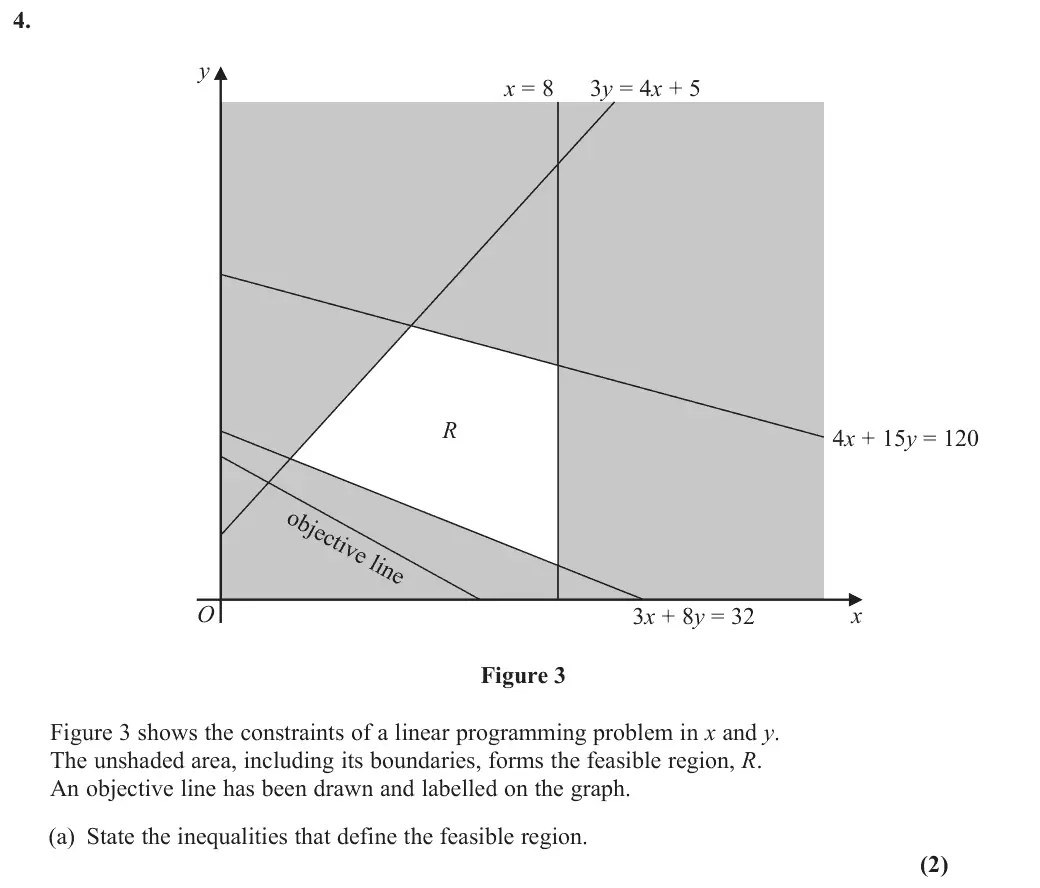 4.
y
x = 8
3y = 4x + 5
R
4x + 15y = 120
objective line
O
3x + 8y = 32
x
Figure 3
Figure 3 shows the constraints of a linear programming problem in x and y.
The unshaded area, including its boundaries, forms the feasible region, R.
An objective line has been drawn and labelled on the graph.
(a) State the inequalities that define the feasible region.
(2)